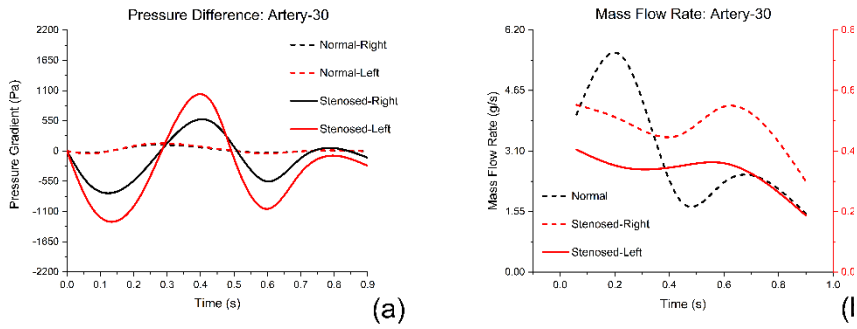 Pressure Difference: Artery-30
2200
1650
1100
550
0
-550
-1100
-1650
-2200
Pressure Gradient (Pa)
Normal-Right
Normal-Left
Stenosed-Right
Stenosed-Left
0.0 0.1 0.2 0.3 0.4 0.5 0.6 0.7 0.8 0.9
Time (s)
(a)
Mass Flow Rate: Artery-30
6.20
4.65
3.10
1.55
0.00
Mass Flow Rate (g/s)
Normal
Stenosed-Right
Stenosed-Left
0.8
0.6
0.4
0.2
0.0 0.2 0.4 0.6 0.8 1.0
Time (s)